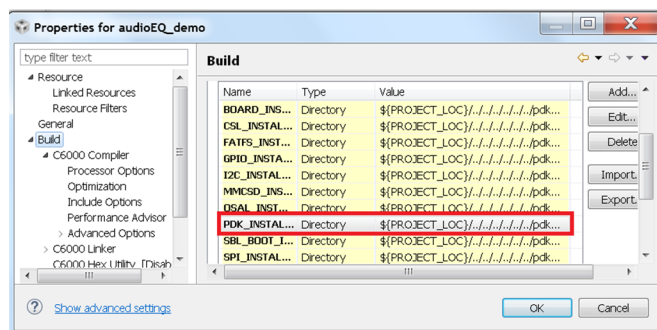 Properties for audioEQ_demo
type filter text
Build
Resource
Linked Resources
Resource Filters
General
Build
C6000 Compiler
Processor Options
Optimization
Include Options
Performance Advisor
Advanced Options
C6000 Linker
C6000 Hex Utility [Disab
Name Type Value
BOARD_INS... Directory ${PROJECT_LOC}/../../../../../../pdk...
CSL_INSTAL... Directory ${PROJECT_LOC}/../../../../../../pdk...
FATFS_INST... Directory ${PROJECT_LOC}/../../../../../../pdk...
GPIO_INSTA... Directory ${PROJECT_LOC}/../../../../../../pdk...
I2C_INSTAL... Directory ${PROJECT_LOC}/../../../../../../pdk...
MMCSD_INS... Directory ${PROJECT_LOC}/../../../../../../pdk...
OSAL_INST... Directory ${PROJECT_LOC}/../../../../../../pdk...
PDK_INSTAL... Directory ${PROJECT_LOC}/../../../../../../pdk...
SBL_BOOT_I... Directory ${PROJECT_LOC}/../../../../../../pdk...
SPI_INSTAL... Directory ${PROJECT_LOC}/../../../../../../pdk...
Add...
Edit...
Delete
Import.
Export.
Show advanced settings
OK
Cancel